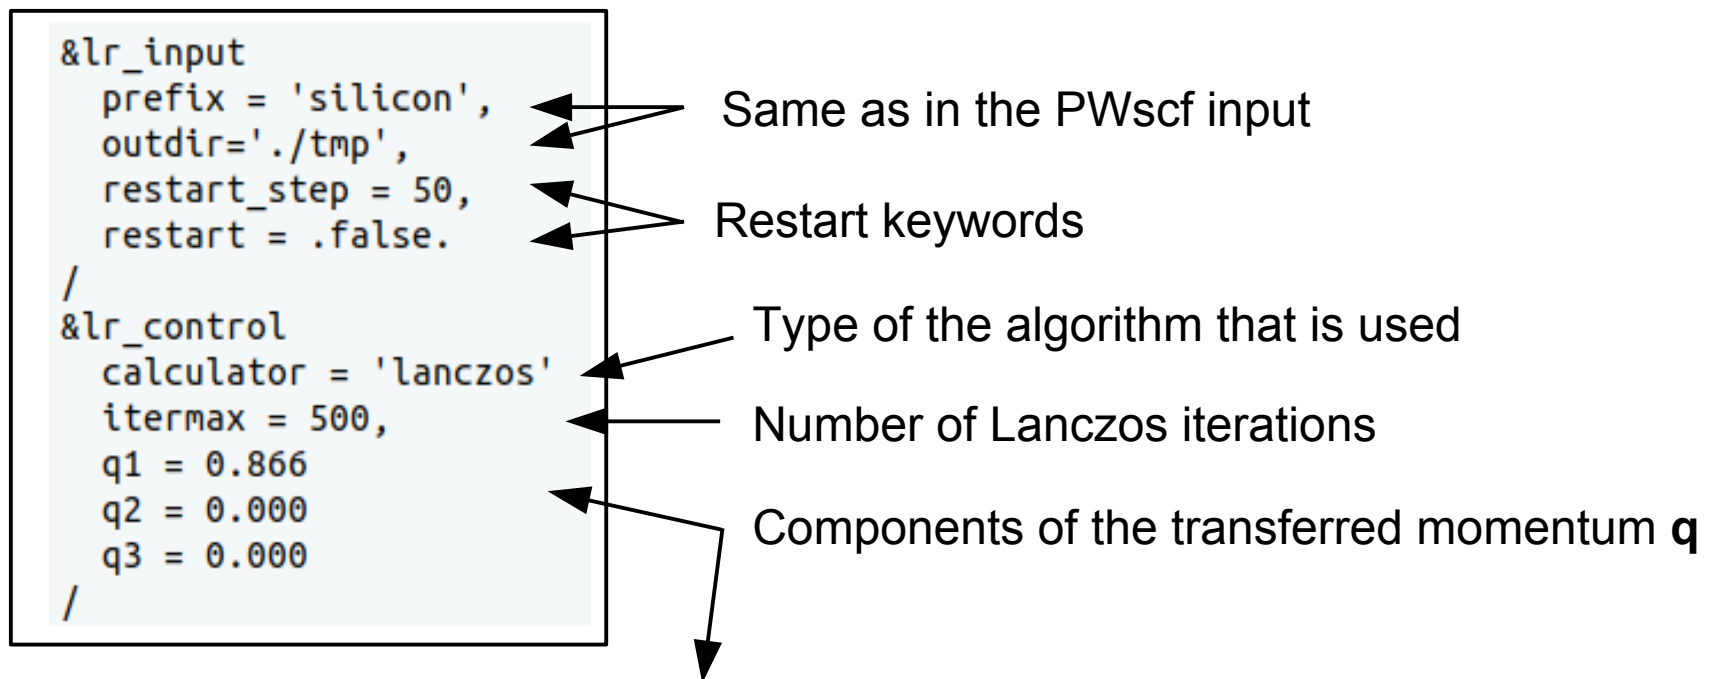 &lr_input
prefix = 'silicon',
outdir='./tmp',
restart_step = 50,
restart = .false.
/
&lr_control
calculator = 'lanczos'
itermax = 500,
q1 = 0.866
q2 = 0.000
q3 = 0.000
/
Same as in the PWscf input
Restart keywords
Type of the algorithm that is used
Number of Lanczos iterations
Components of the transferred momentum q